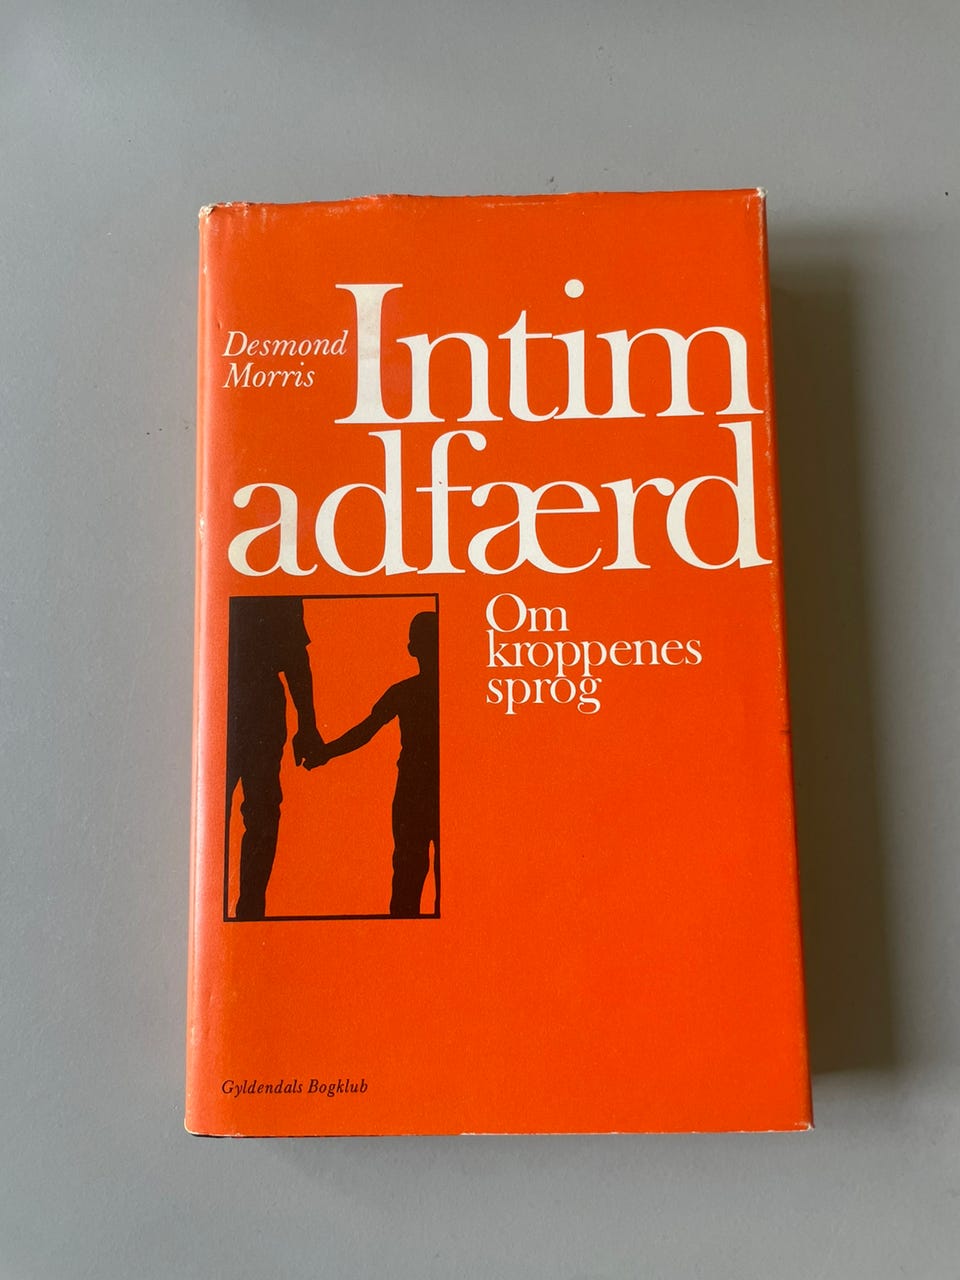 Desmond
Morris
Intim
adfærd
Om
kroppenes
sprog
Gyldendals Bogklub